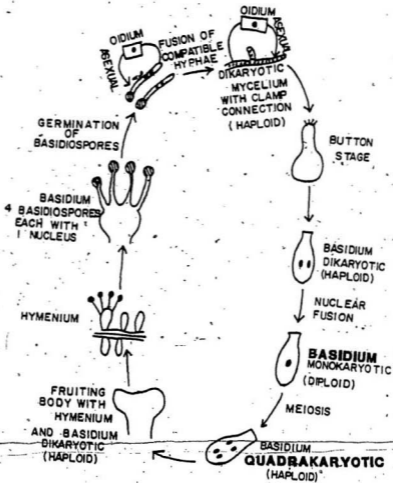 OIDIUM
ASEXUAL
FUSION OF
COMPATIBLE
HYPHAE
OIDIUM
ASEXUAL
DIKARYOTIC
MYCELIUM
WITH CLAMP
CONNECTION
(HAPLOID)
BUTTON
STAGE
BASIDIUM
DIKARYOTIC
(HAPLOID)
NUCLEAR
FUSION
BASIDIUM
MONOKARYOTIC
(DIPLOID)
MEIOSIS
BASIDIUM
QUADRAKARYOTIC
(HAPLOID)
FRUITING
BODY WITH
HYMENIUM
AND BASIDIUM
DIKARYOTIC
(HAPLOID)
HYMENIUM
BASIDIUM
4 BASIDIOSPORES
EACH WITH
1 NUCLEUS
GERMINATION
OF
BASIDIOSPORES